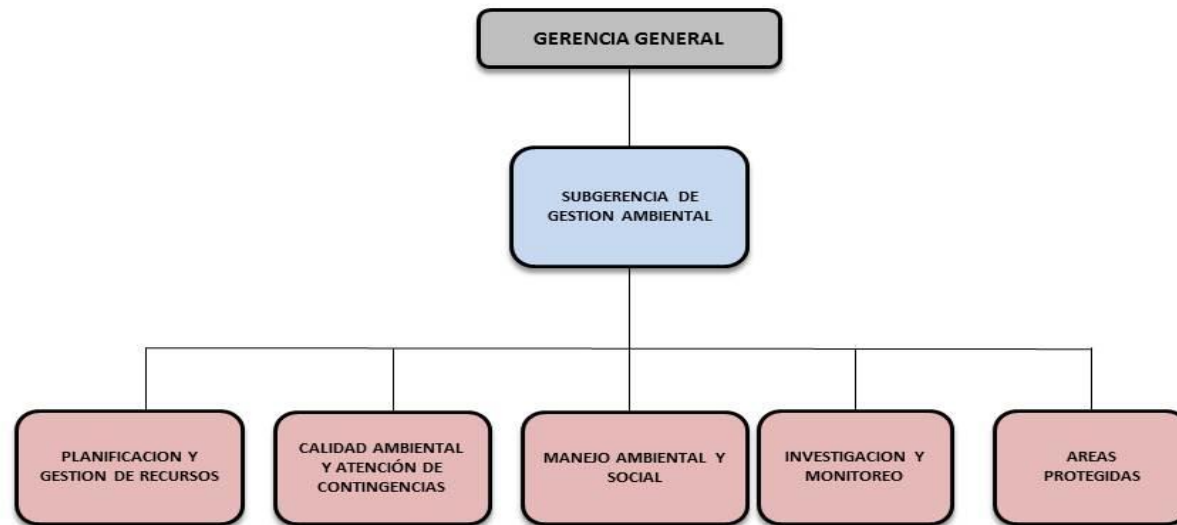 GERENCIA GENERAL
SUBGERENCIA DE
GESTION AMBIENTAL
PLANIFICACION Y
GESTION DE RECURSOS
CALIDAD AMBIENTAL
Y ATENCIÓN DE
CONTINGENCIAS
MANEJO AMBIENTAL Y
SOCIAL
INVESTIGACION Y
MONITOREO
AREAS
PROTEGIDAS